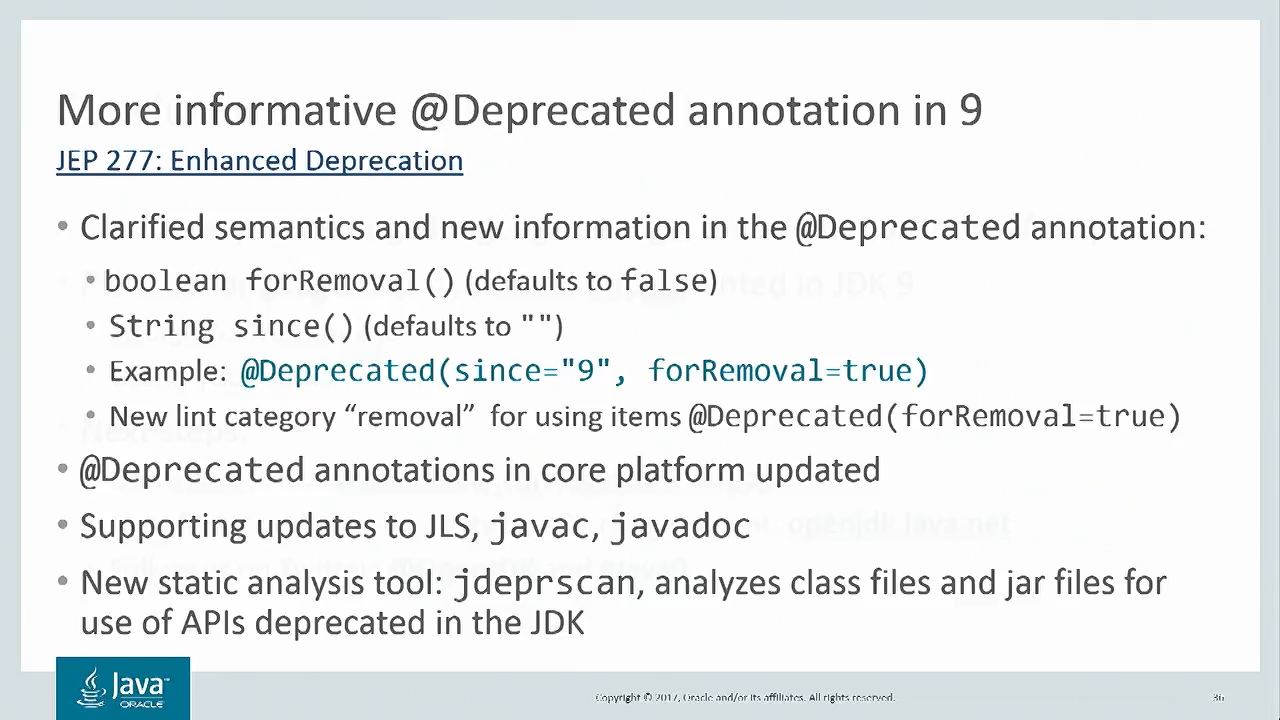 More informative @Deprecated annotation in 9
JEP 277: Enhanced Deprecation
• Clarified semantics and new information in the @Deprecated annotation:
• boolean forRemoval() (defaults to false)
• String since() (defaults to "")
• Example: @Deprecated(since="9", forRemoval=true)
• New lint category “removal” for using items @Deprecated(forRemoval=true)
• @Deprecated annotations in core platform updated
• Supporting updates to JLS, javac, javadoc
• New static analysis tool: jdeprscan, analyzes class files and jar files for
use of APIs deprecated in the JDK
Java™
ORACLE
Copyright © 2017, Oracle and/or its affiliates. All rights reserved.
36